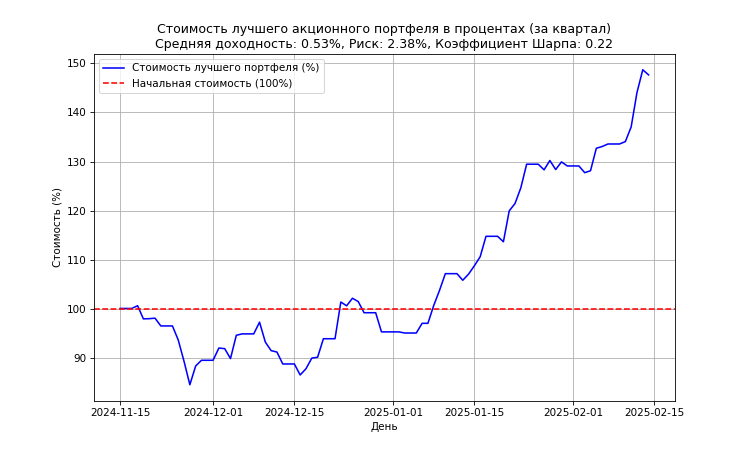 Стоимость лучшего акционного портфеля в процентах (за квартал)
Средняя доходность: 0.53%, Риск: 2.38%, Коэффициент Шарпа: 0.22
Стоимость лучшего портфеля (%)
Начальная стоимость (100%)
Стоимость (%)
150
140
130
120
110
100
90
2024-11-15 2024-12-01 2024-12-15 2025-01-01 2025-01-15 2025-02-01 2025-02-15
День